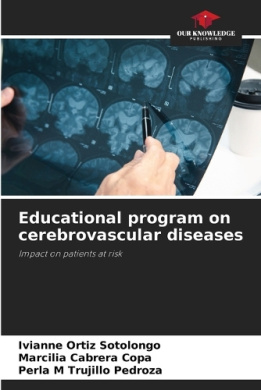 OUR KNOWLEDGE
PUBLISHING
Educational program on
cerebrovascular diseases
Impact on patients at risk
Ivianne Ortiz Sotolongo
Marcilia Cabrera Copa
Perla M Trujillo Pedroza